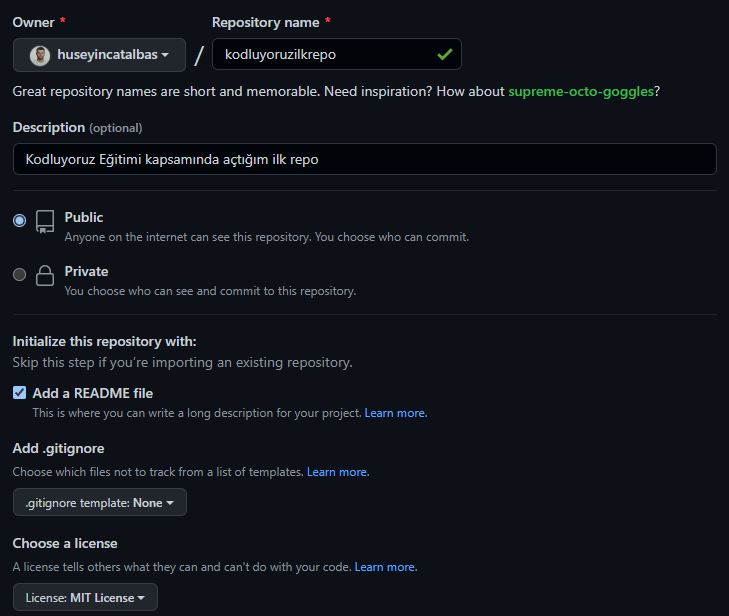 Owner * Repository name *
huseyincatalbas / kodluyoruzilkrepo
Great repository names are short and memorable. Need inspiration? How about supreme-octo-goggles?
Description (optional)
Kodluyoruz Eğitimi kapsamında açtığım ilk repo
Public
Anyone on the internet can see this repository. You choose who can commit.
Private
You choose who can see and commit to this repository.
Initialize this repository with:
Skip this step if you're importing an existing repository.
Add a README file
This is where you can write a long description for your project. Learn more.
Add .gitignore
Choose which files not to track from a list of templates. Learn more.
.gitignore template: None
Choose a license
A license tells others what they can and can't do with your code. Learn more.
License: MIT License